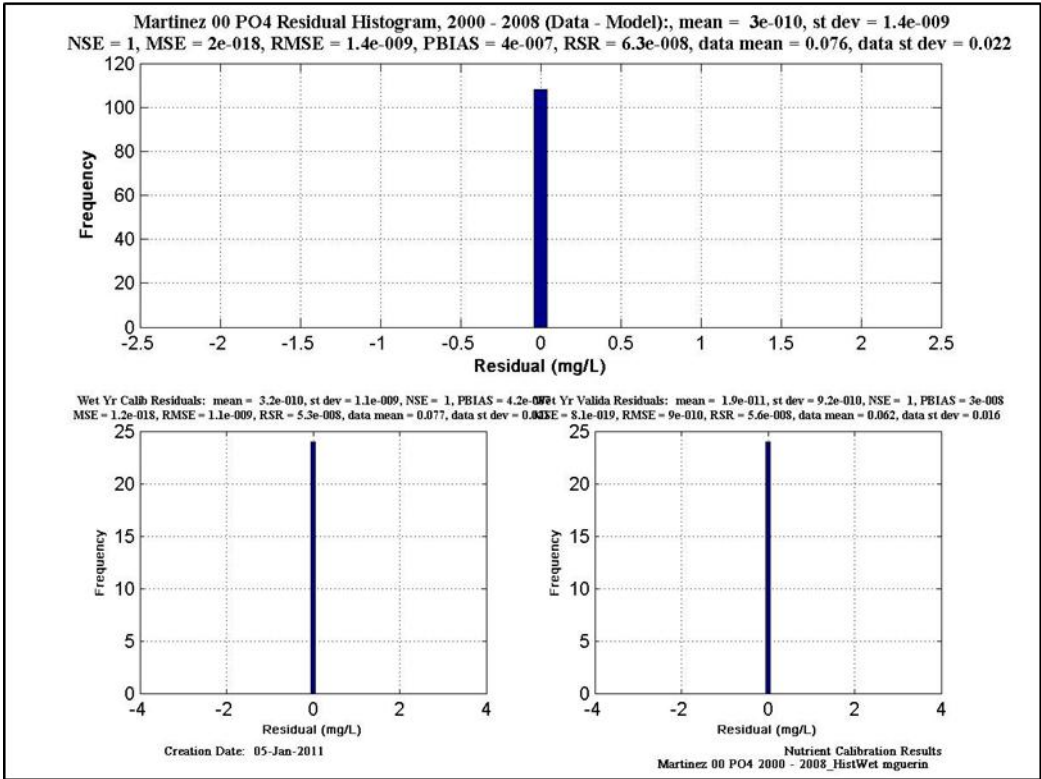 Martinez 00 PO4 Residual Histogram, 2000 - 2008 (Data - Model):, mean = 3e-010, st dev = 1.4e-009
NSE = 1, MSE = 2e-018, RMSE = 1.4e-009, PBIAS = 4e-007, RSR = 6.3e-008, data mean = 0.076, data st dev = 0.022
120
100
80
60
40
20
0
Frequency
-2.5 -2 -1.5 -1 -0.5 0 0.5 1 1.5 2 2.5
Residual (mg/L)
Wet Yr Calib Residuals: mean = 3.2e-010, st dev = 1.1e-009, NSE = 1, PBIAS =
MSE = 1.2e-018, RMSE = 1.1e-009, RSR = 5.3e-008, data mean = 0.077, data st dev =
25
20
15
10
5
0
Frequency
-4 -2 0 2 4
Residual (mg/L)
Wet Yr Valida Residuals: mean = 1.9e-011, st dev = 9.2e-010, NSE = 1, PBIAS = 3e-008
= 8.1e-019, RMSE = 9e-010, RSR = 5.6e-008, data mean = 0.062, data st dev = 0.016
25
20
15
10
5
0
Frequency
-4 -2 0 2 4
Residual (mg/L)
Creation Date: 05-Jan-2011
Nutrient Calibration Results
Martinez 00 PO4 2000 - 2008_HistWet mguerin